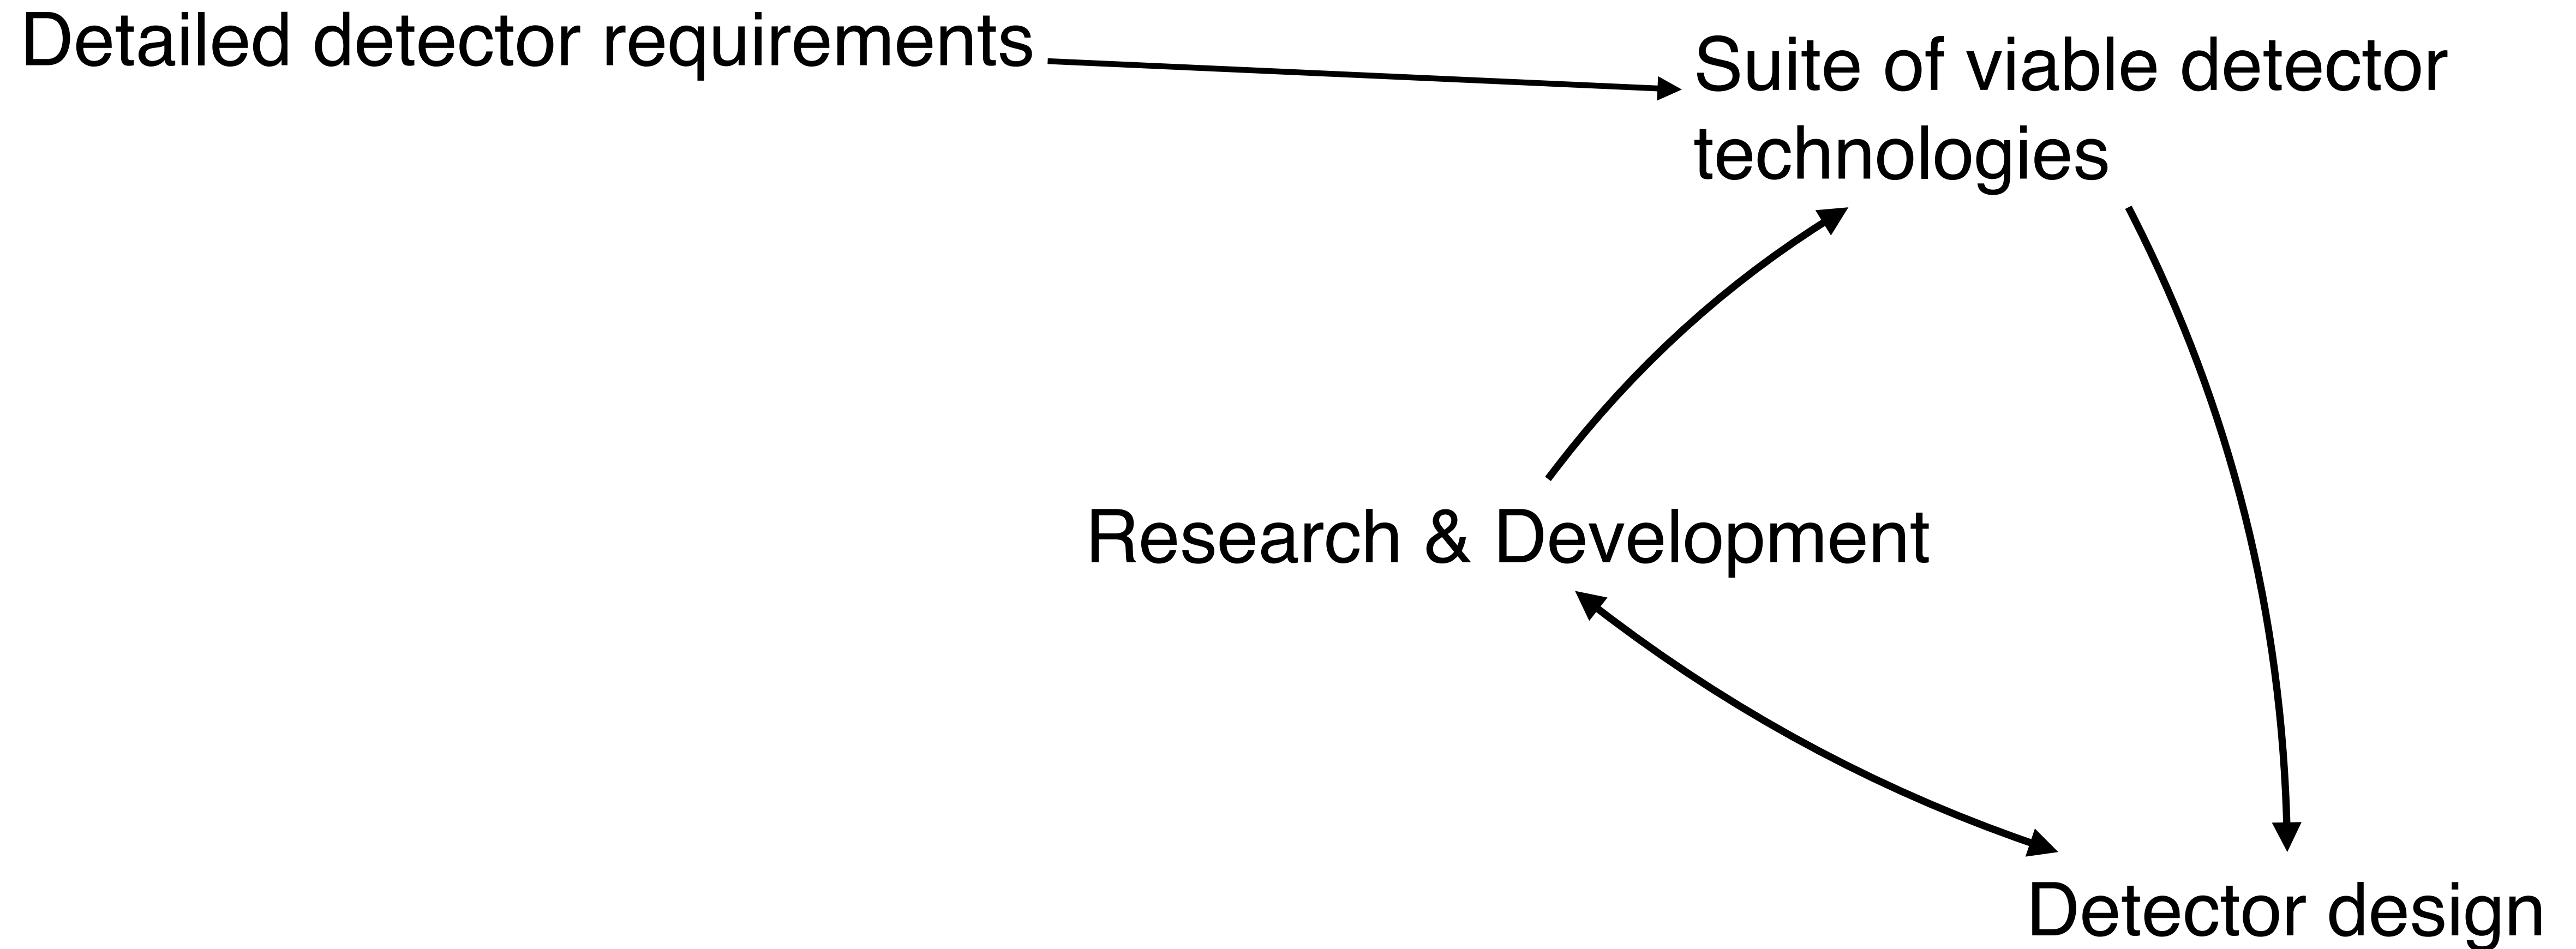 Detailed detector requirements
Suite of viable detector
technologies
Research & Development
Detector design